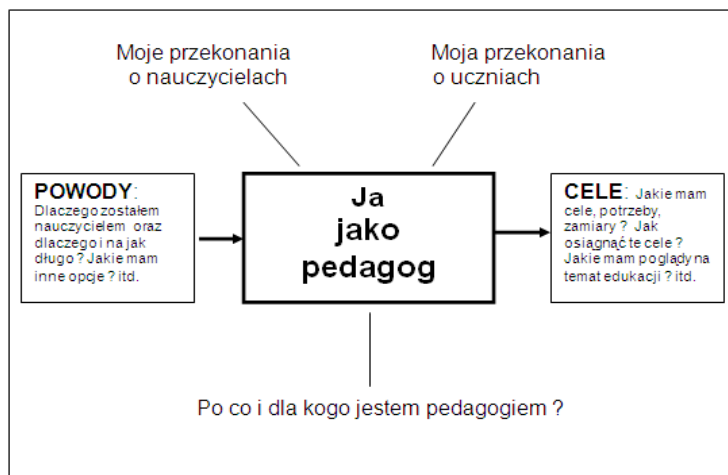 Moje przekonania
o nauczycielach
Moja przekonania
o uczniach
POWODY:
Dlaczego zostałem
nauczycielem oraz
dlaczego i na jak
długo? Jakie mam
inne opcje? itd.
Ja
jako
pedagog
CELE: Jakie mam
cele, potrzeby,
zamiary? Jak
osiągnąć te cele?
Jakie mam poglądy na
temat edukacji? itd.
Po co i dla kogo jestem pedagogiem ?